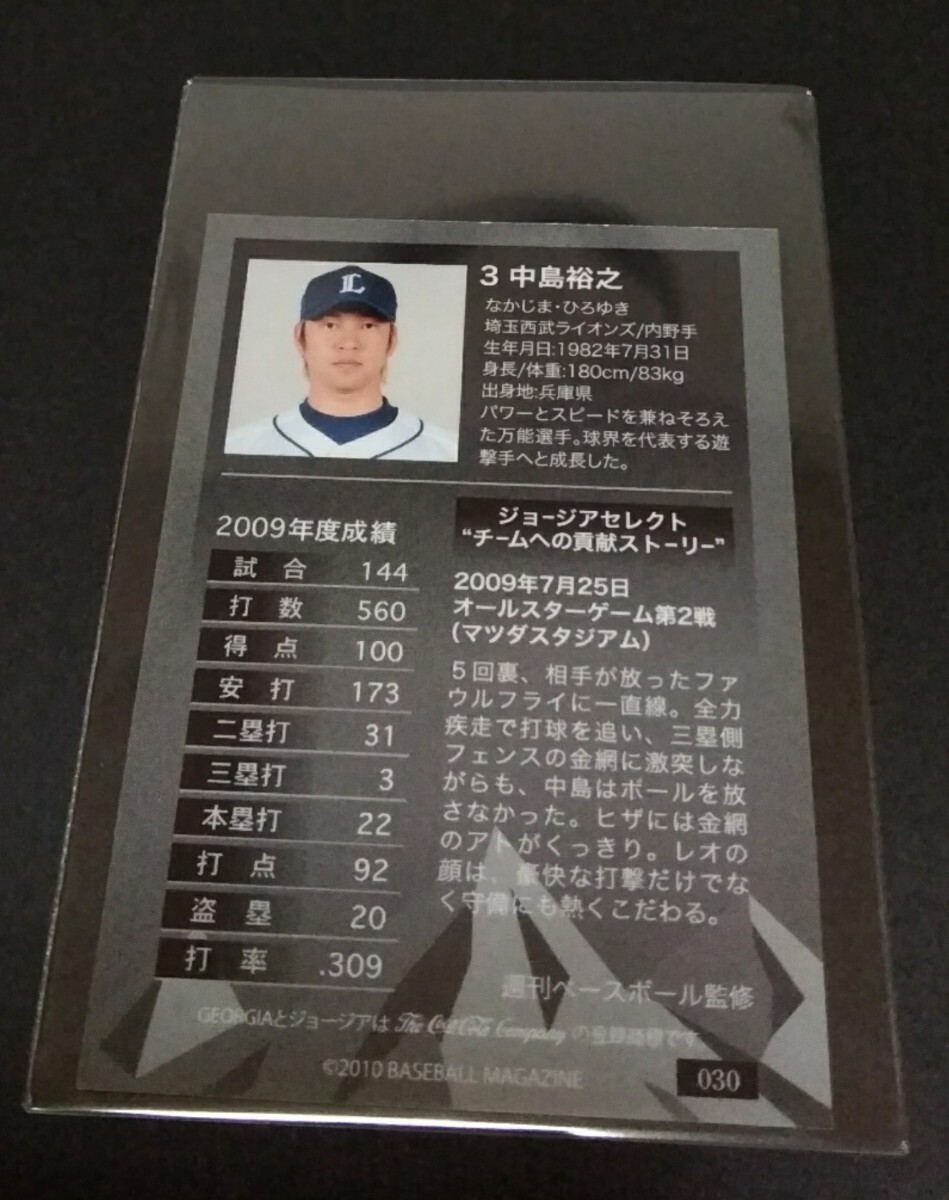 L
3 中島裕之
なかじま・ひろゆき
埼玉西武ライオンズ/内野手
生年月日:1982年7月31日
身長/体重:180cm/83kg
出身地:兵庫県
パワーとスピードを兼ねそろえ
た万能選手。球界を代表する遊
撃手へと成長した。
2009年度成績
試合 144
打数 560
得点 100
安打 173
二塁打 31
三塁打 3
本塁打 22
打点 92
盗塁 20
打率 .309
ジョージアセレクト
“チームへの貢献ストーリー”
2009年7月25日
オールスターゲーム第2戦
(マツダスタジアム)
5回裏、相手が放ったファ
ウルフライに一直線。全力
疾走で打球を追い、三塁側
フェンスの金網に激突しな
がらも、中島はボールを放
さなかった。ヒザには金網
のアトがくっきり。レオの
顔は、豪快な打撃だけでな
く守備にも熱くこだわる。
週刊ベースボール監修
GEORGIAとジョージアは The Coca-Cola Company の登録商標です
©2010 BASEBALL MAGAZINE
030